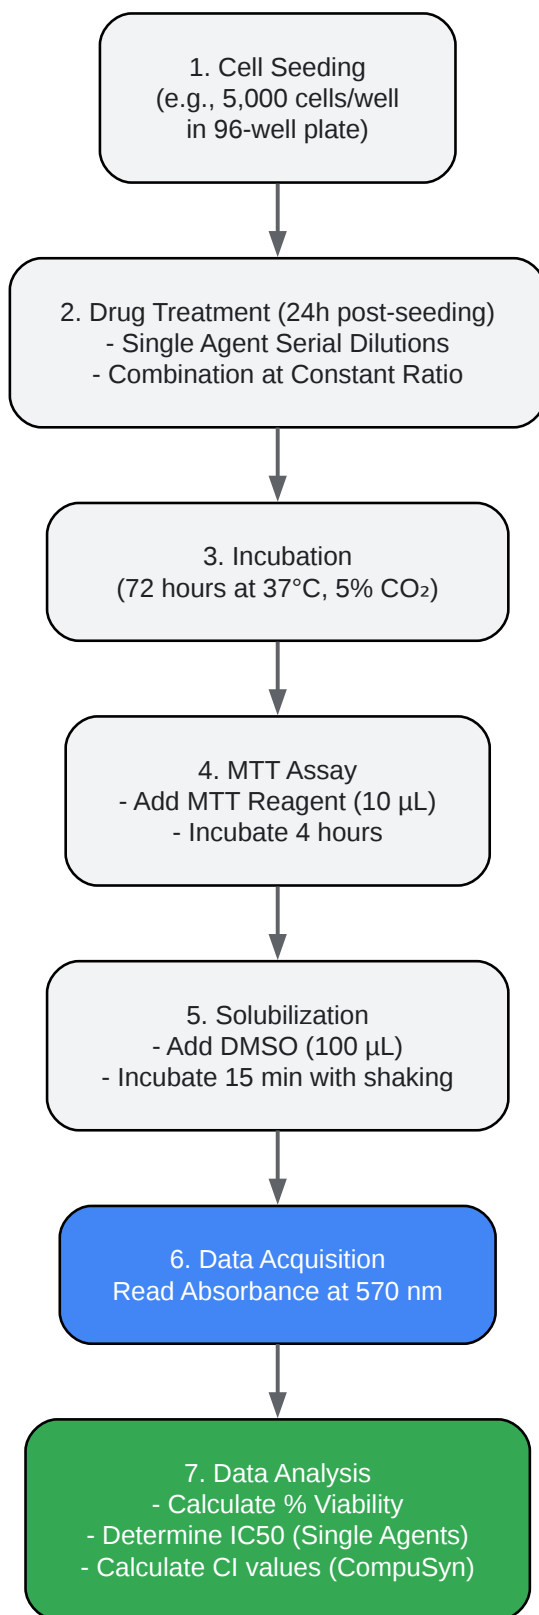 1. Cell Seeding
(e.g., 5,000 cells/well
in 96-well plate)
2. Drug Treatment (24h post-seeding)
- Single Agent Serial Dilutions
- Combination at Constant Ratio
3. Incubation
(72 hours at 37°C, 5% CO₂)
4. MTT Assay
- Add MTT Reagent (10 µL)
- Incubate 4 hours
5. Solubilization
- Add DMSO (100 µL)
- Incubate 15 min with shaking
6. Data Acquisition
Read Absorbance at 570 nm
7. Data Analysis
- Calculate % Viability
- Determine IC50 (Single Agents)
- Calculate CI values (CompuSyn)